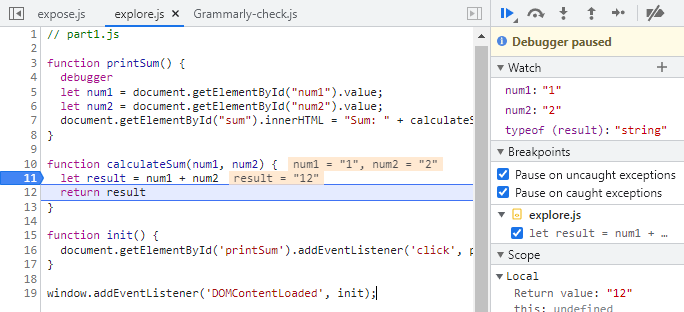 expose.js explore.js × Grammarly-check.js
1 // part1.js
2
3 function printSum() {
4 debugger
5 let num1 = document.getElementById("num1").value;
6 let num2 = document.getElementById("num2").value;
7 document.getElementById("sum").innerHTML = "Sum: " + calculateS
8 }
9
10 function calculateSum(num1, num2) { num1 = "1", num2 = "2"
11 let result = num1 + num2 result = "12"
12 return result
13 }
14
15 function init() {
16 document.getElementById('printSum').addEventListener('click', p
17 }
18
19 window.addEventListener('DOMContentLoaded', init);
Debugger paused
Watch
num1: "1"
num2: "2"
typeof (result): "string"
Breakpoints
Pause on uncaught exceptions
Pause on caught exceptions
explore.js
let result = num1 + …
Scope
Local
Return value: "12"
this: undefined